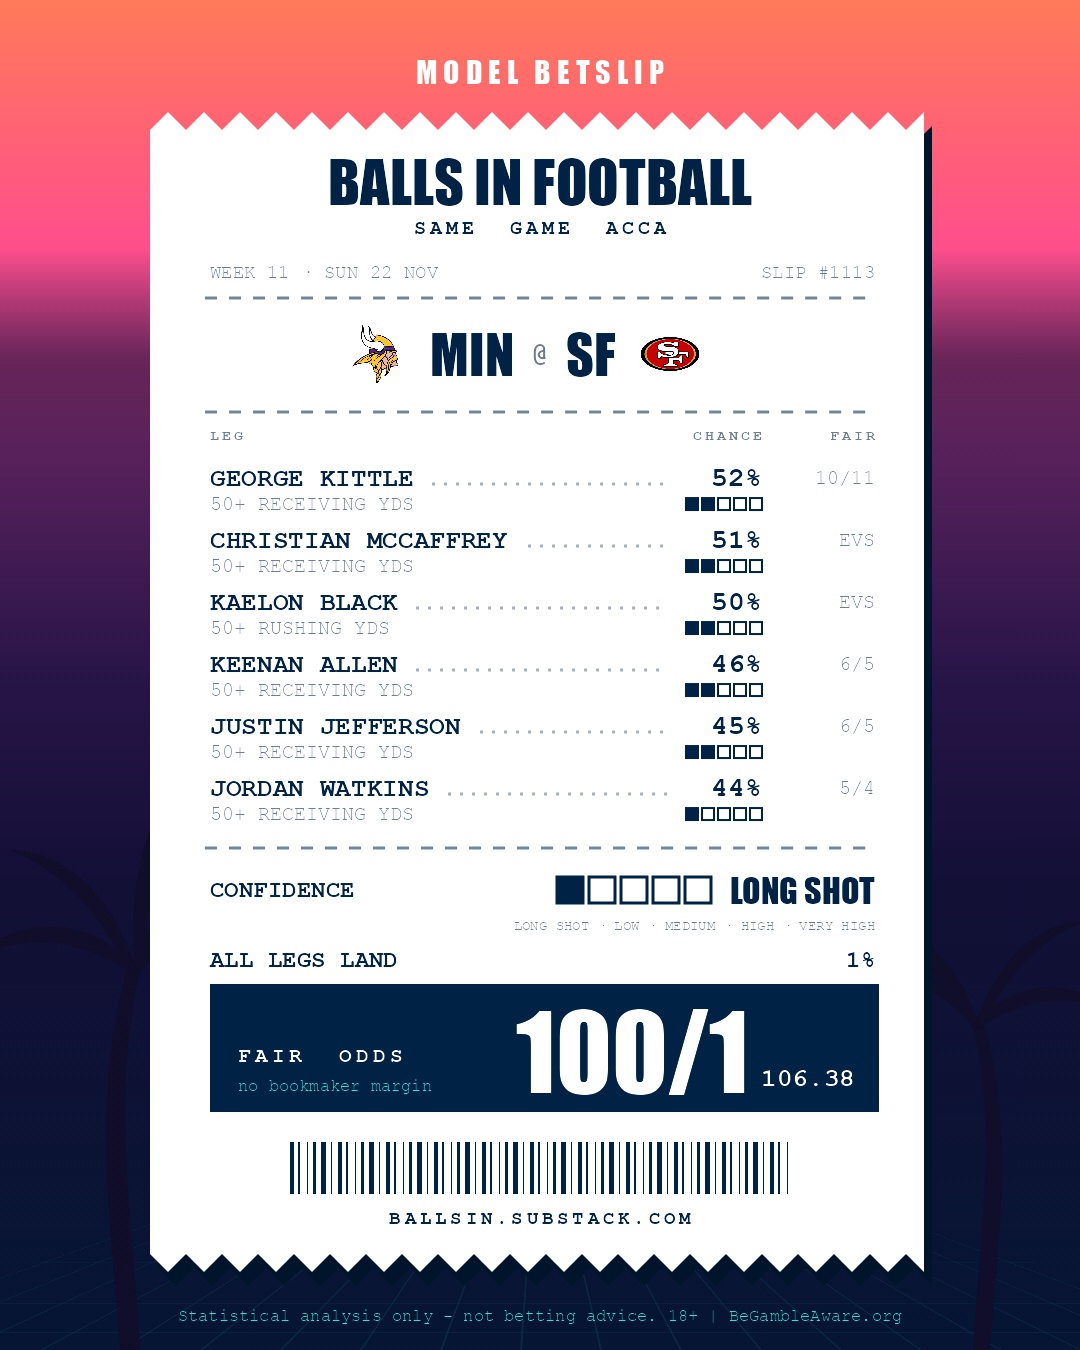 MODEL BETSLIP
BALLS IN FOOTBALL
SAME GAME ACCA
WEEK 11 · SUN 22 NOV SLIP #1113
MIN @ SF SF
LEG CHANCE FAIR
GEORGE KITTLE .................... 52% 10/11
50+ RECEIVING YDS
CHRISTIAN MCCAFFREY ............ 51% EVS
50+ RECEIVING YDS
KAELON BLACK ..................... 50% EVS
50+ RUSHING YDS
KEENAN ALLEN ..................... 46% 6/5
50+ RECEIVING YDS
JUSTIN JEFFERSON ................ 45% 6/5
50+ RECEIVING YDS
JORDAN WATKINS ................... 44% 5/4
50+ RECEIVING YDS
CONFIDENCE LONG SHOT
LONG SHOT · LOW · MEDIUM · HIGH · VERY HIGH
ALL LEGS LAND 1%
FAIR ODDS 100/1 106.38
no bookmaker margin
BALLSIN.SUBSTACK.COM
Statistical analysis only - not betting advice. 18+ | BeGambleAware.org